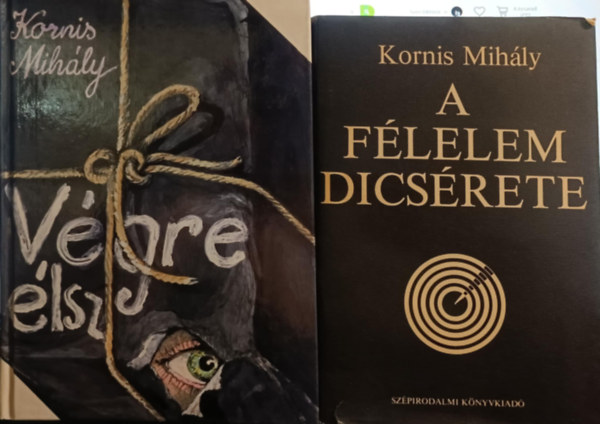 Kornis
Mihály
Végre
élsz
Kornis Mihály
A
FÉLELEM
DICSÉRETE
SZÉPIRODALMI KÖNYVKIADÓ